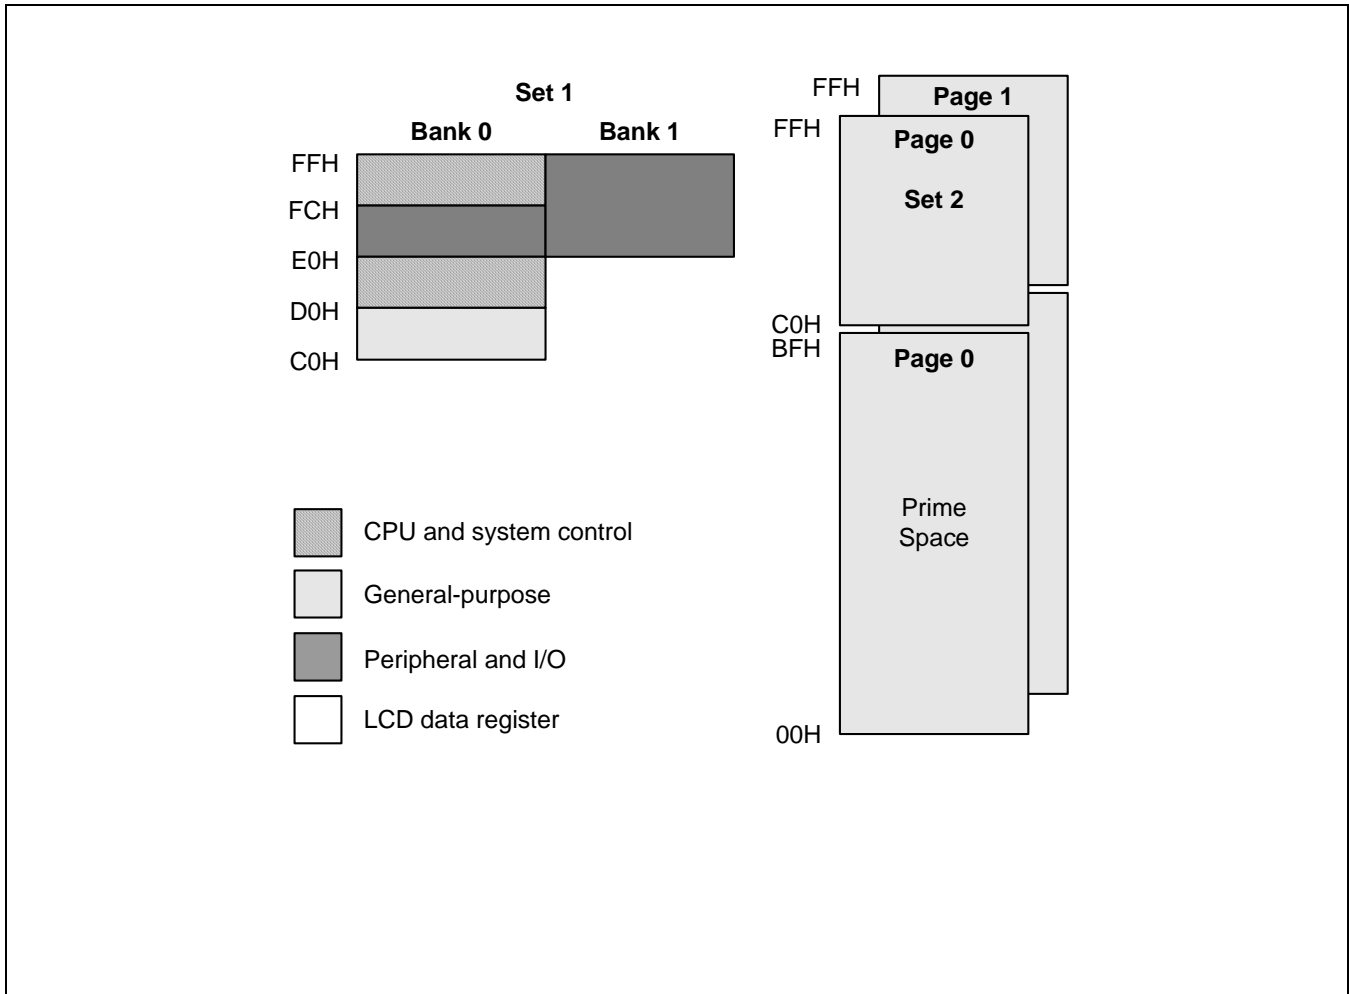 Set 1
Bank 0
Bank 1
FFH
FCH
E0H
D0H
C0H
CPU and system control
General-purpose
Peripheral and I/O
LCD data register
FFH
Page 1
FFH
Page 0
Set 2
C0H
BFH
Page 0
Prime
Space
00H